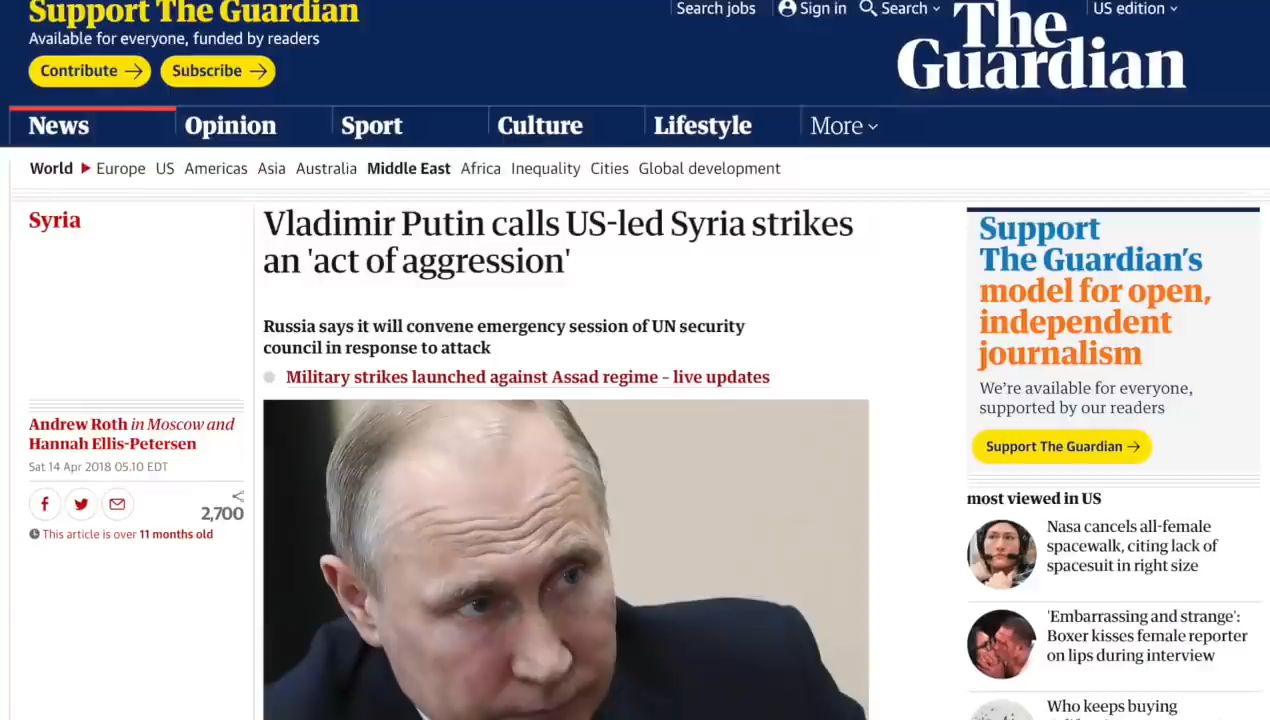 Support The Guardian
Available for everyone, funded by readers
Contribute
Subscribe
Search jobs
Sign in
Search
US edition
The
Guardian
News
Opinion
Sport
Culture
Lifestyle
More
World
Europe
US
Americas
Asia
Australia
Middle East
Africa
Inequality
Cities
Global development
Syria
Vladimir Putin calls US-led Syria strikes
an 'act of aggression'
Russia says it will convene emergency session of UN security
council in response to attack
Military strikes launched against Assad regime – live updates
Andrew Roth in Moscow and
Hannah Ellis-Petersen
Sat 14 Apr 2018 05.10 EDT
2,700
This article is over 11 months old
Support
The Guardian's
model for open,
independent
journalism
We're available for everyone,
supported by our readers
Support The Guardian
most viewed in US
Nasa cancels all-female
spacewalk, citing lack of
spacesuit in right size
'Embarrassing and strange':
Boxer kisses female reporter
on lips during interview
Who keeps buying